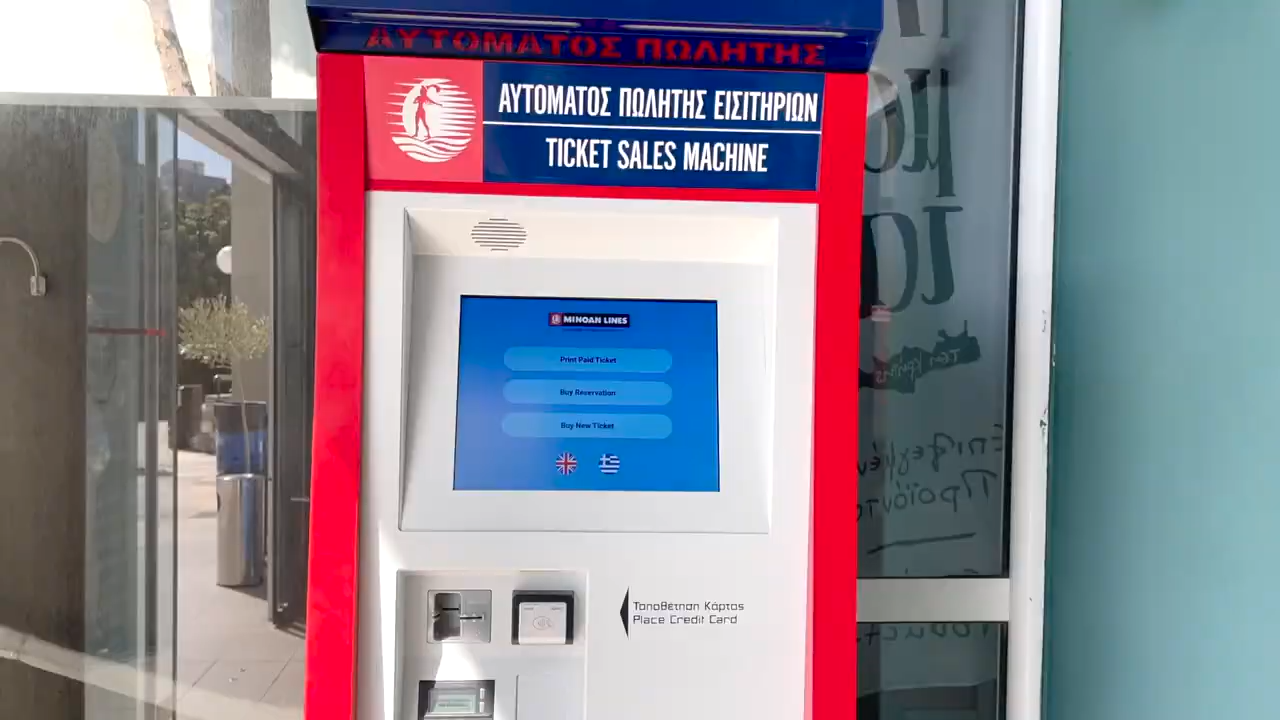 ΑΥΤΟΜΑΤΟΣ ΠΩΛΗΤΗΣ
ΑΥΤΟΜΑΤΟΣ ΠΩΛΗΤΗΣ ΕΙΣΙΤΗΡΙΩΝ
TICKET SALES MACHINE
MINOAN LINES
Print Paid Ticket
Buy Reservation
Buy New Ticket
Τοποθέτηση Κάρτας
Place Credit Card